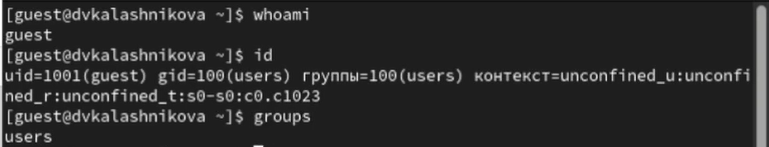 [guest@dvkalashnikova ~]$ whoami
guest
[guest@dvkalashnikova ~]$ id
uid=1001(guest) gid=100(users) группы=100(users) контекст=unconfined_u:unconfi
ned_r:unconfined_t:s0-s0:c0.c1023
[guest@dvkalashnikova ~]$ groups
users